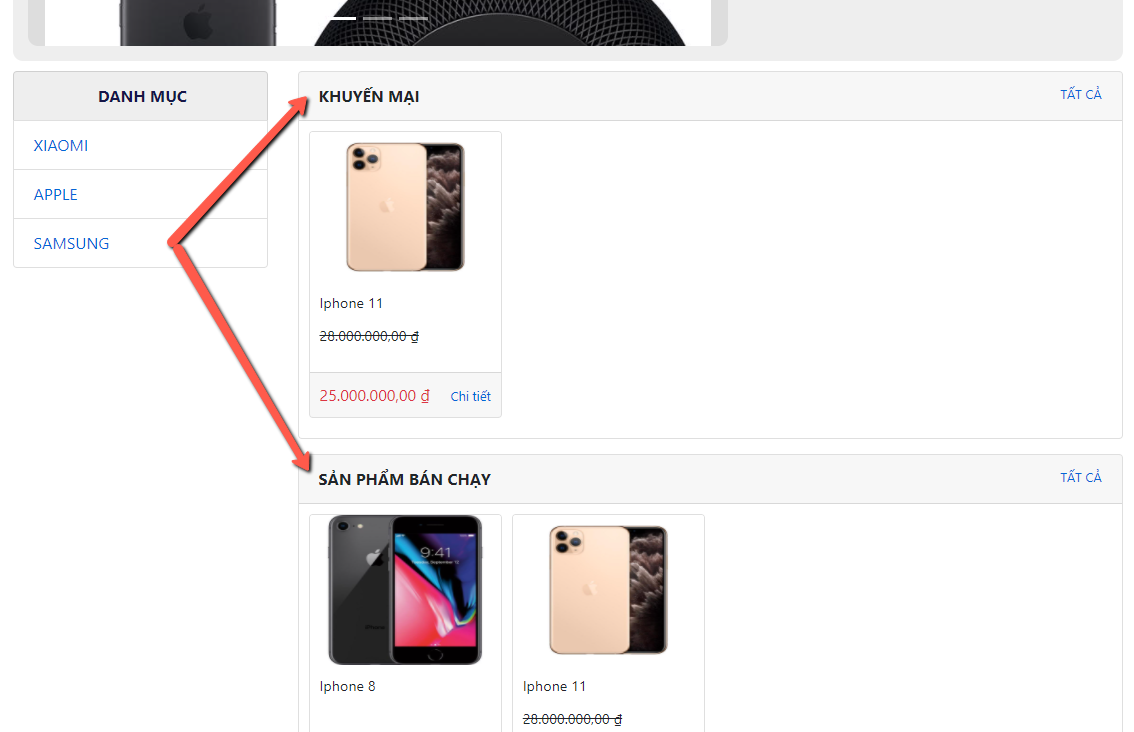 DANH MỤC
XIAOMI
APPLE
SAMSUNG
KHUYẾN MẠI
TẤT CẢ
Iphone 11
28.000.000,00 ₫
25.000.000,00 ₫
Chi tiết
SẢN PHẨM BÁN CHẠY
TẤT CẢ
9:41
Iphone 8
Iphone 11
28.000.000,00 ₫